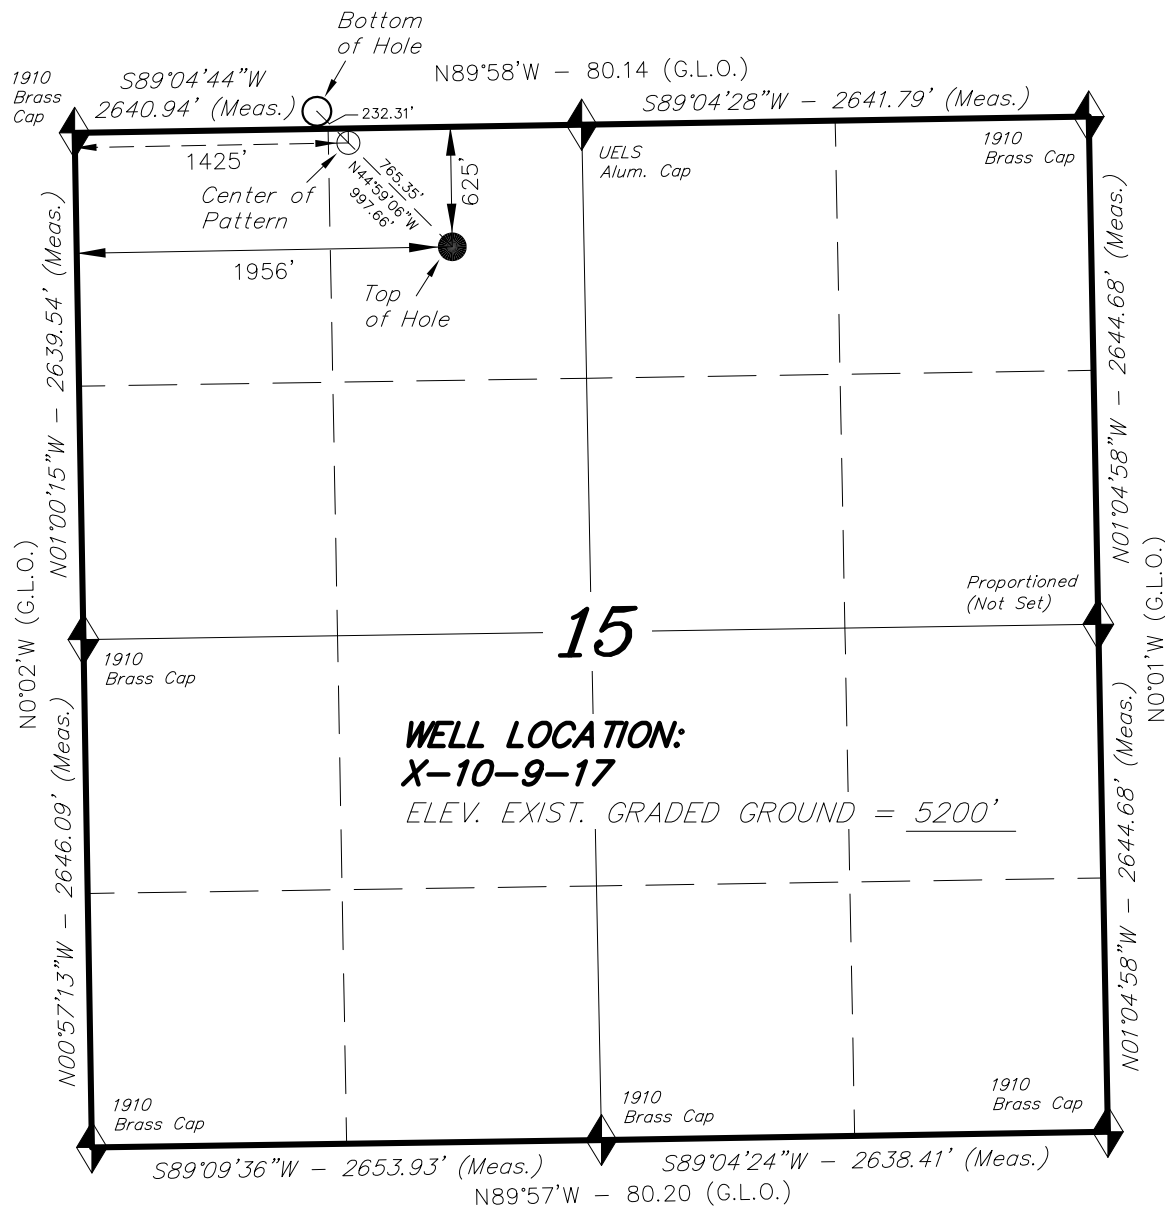 Bottom
of Hole
1910
Brass
Cap
S89°04'44"W
2640.94' (Meas.)
N89°58'W – 80.14 (G.L.O.)
S89°04'28"W – 2641.79' (Meas.)
232.31'
1425'
Center of
Pattern
765.35'
N44°59'06"W
997.66'
625'
UELS
Alum. Cap
1910
Brass Cap
1956'
Top
of Hole
N01°00'15"W – 2639.54' (Meas.)
N01°04'58"W – 2644.68' (Meas.)
N0°02'W (G.L.O.)
N0°01'W (G.L.O.)
Proportioned
(Not Set)
15
1910
Brass Cap
WELL LOCATION:
X–10–9–17
ELEV. EXIST. GRADED GROUND = 5200'
N00°57'13"W – 2646.09' (Meas.)
N01°04'58"W – 2644.68' (Meas.)
1910
Brass Cap
1910
Brass Cap
1910
Brass Cap
S89°09'36"W – 2653.93' (Meas.)
S89°04'24"W – 2638.41' (Meas.)
N89°57'W – 80.20 (G.L.O.)